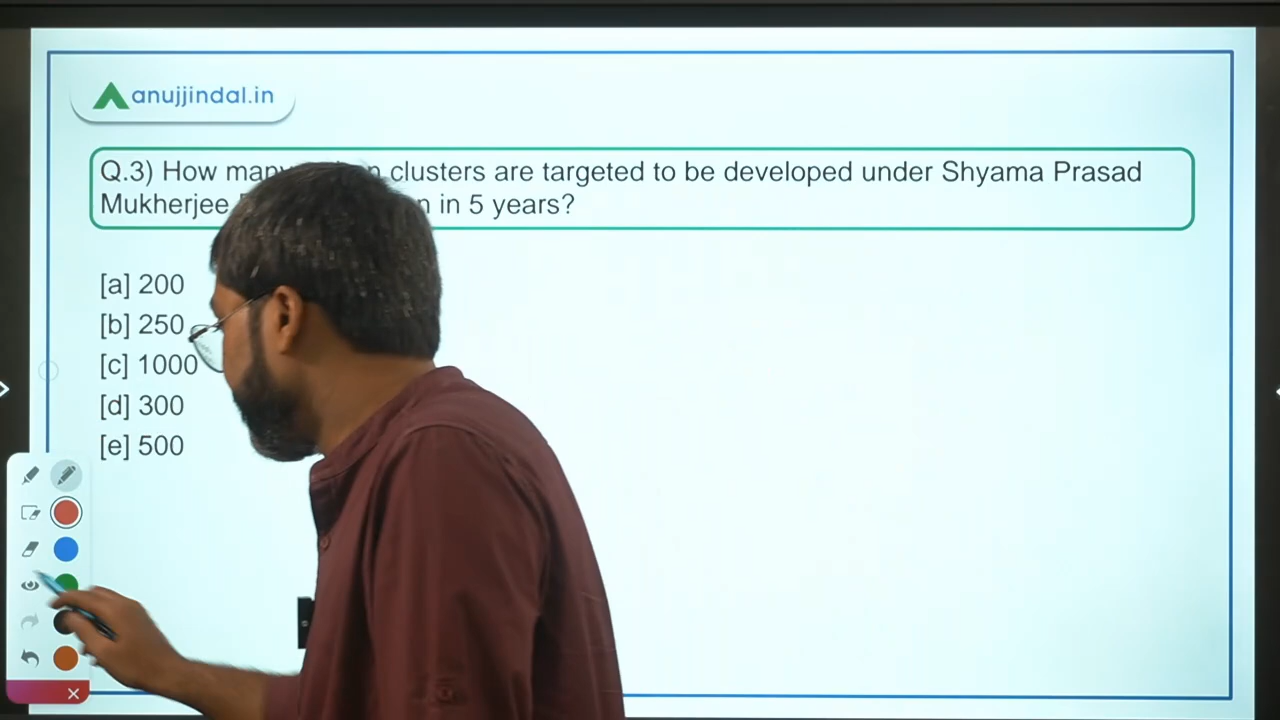 anujjindal.in
Q.3) How many clusters are targeted to be developed under Shyama Prasad
Mukherjee in 5 years?
[a] 200
[b] 250
[c] 1000
[d] 300
[e] 500